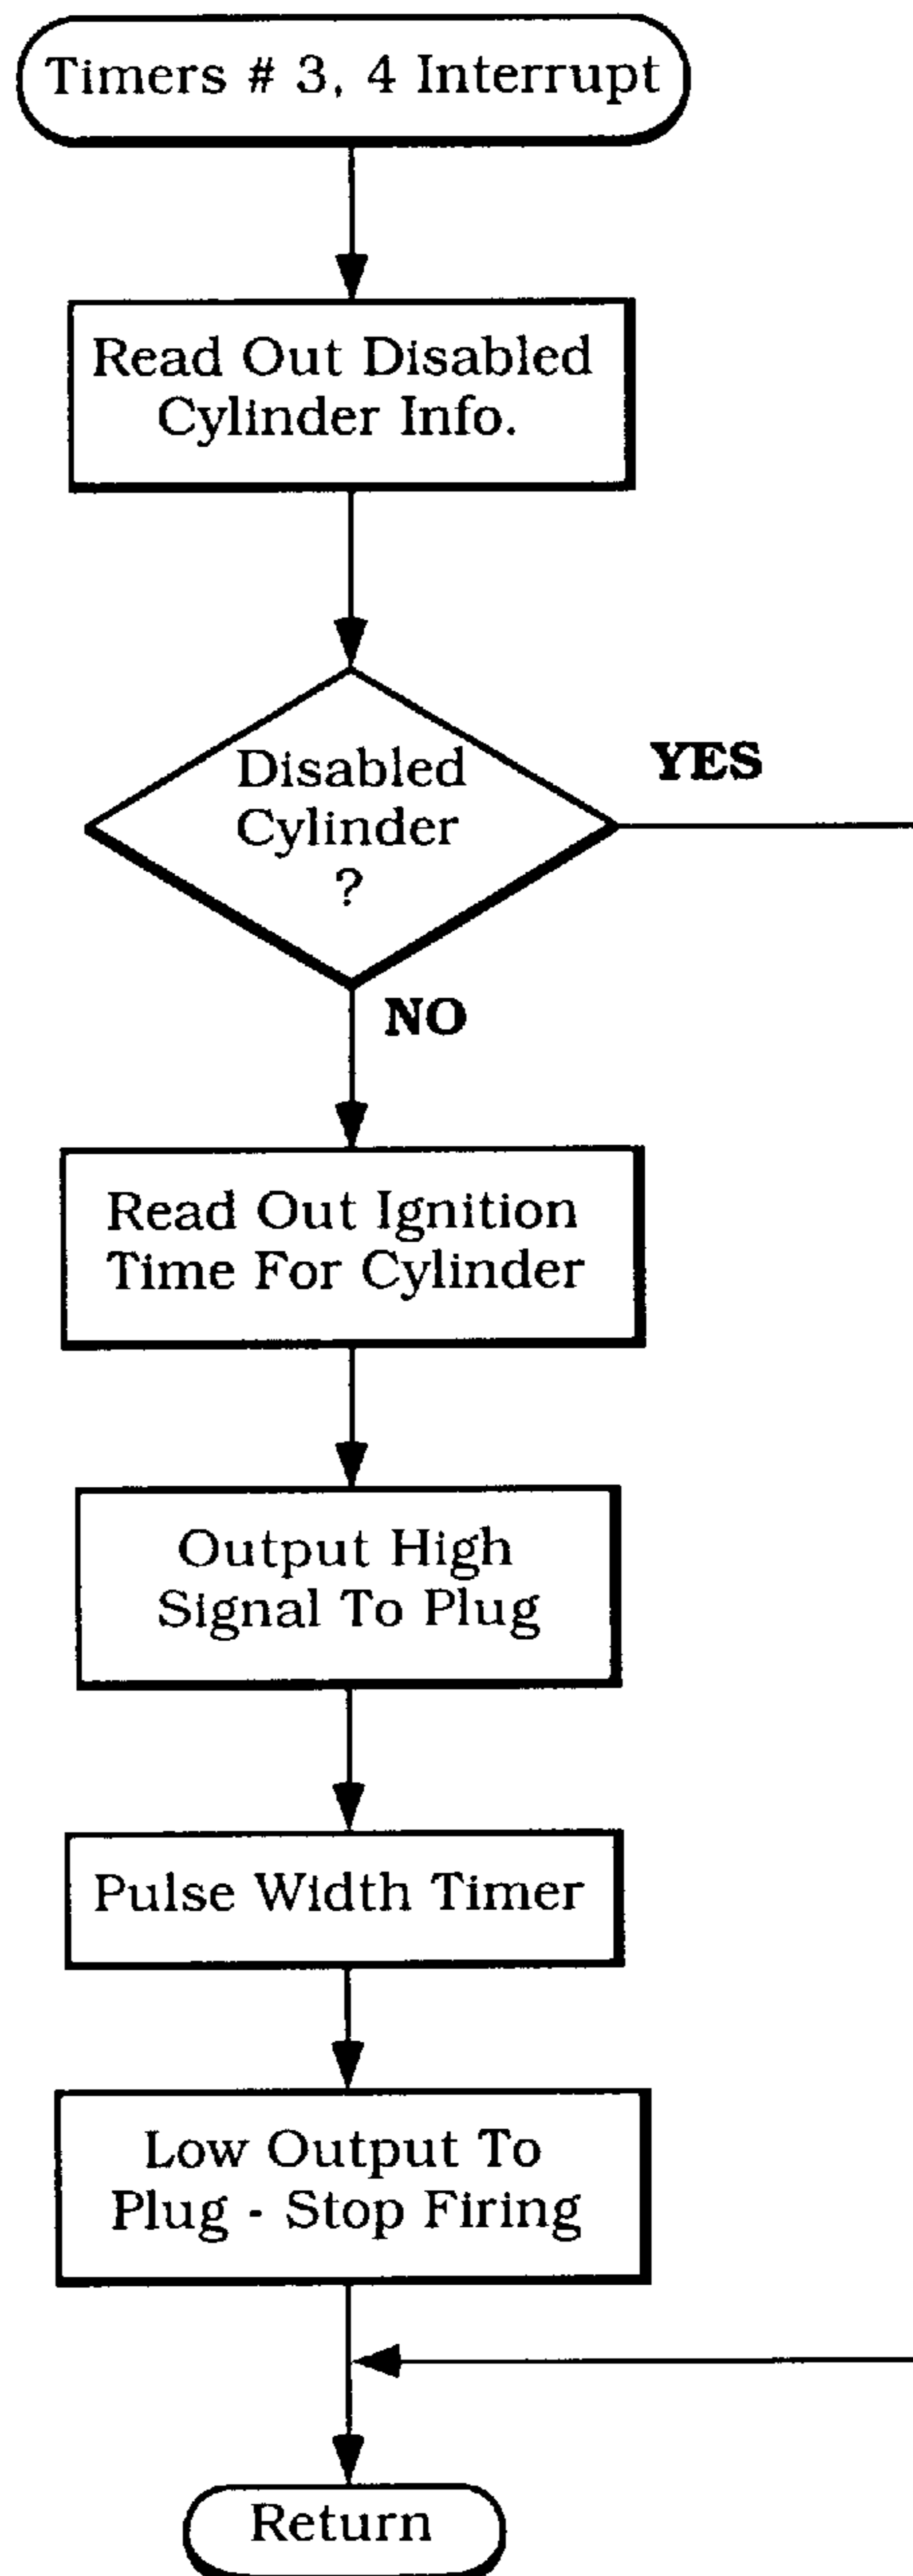 Timers # 3, 4 Interrupt
Read Out Disabled
Cylinder Info.
Disabled
Cylinder
?
YES
NO
Read Out Ignition
Time For Cylinder
Output High
Signal To Plug
Pulse Width Timer
Low Output To
Plug - Stop Firing
Return